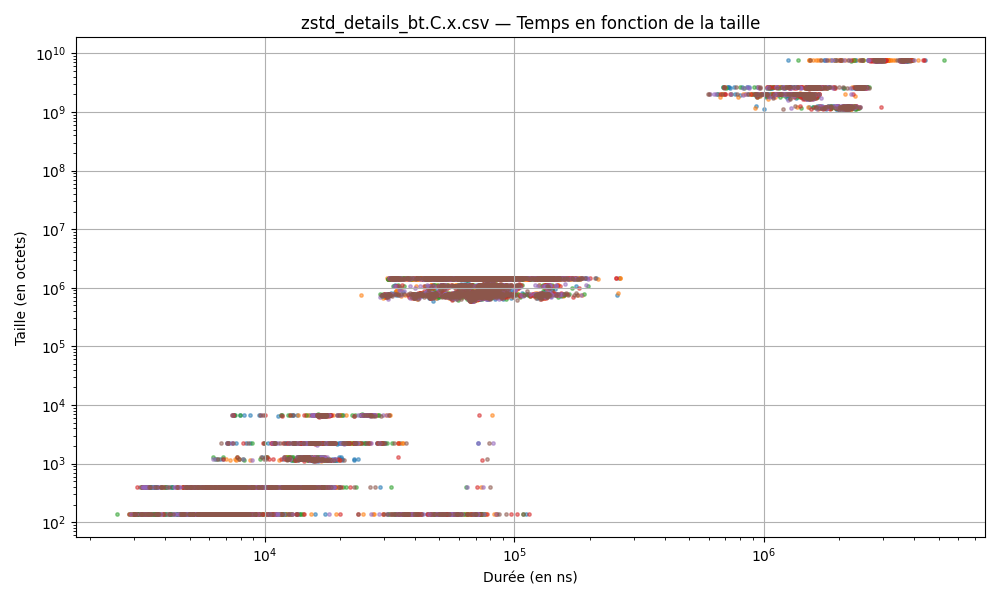 zstd_details_bt.C.x.csv — Temps en fonction de la taille
Taille (en octets)
10¹⁰
10⁹
10⁸
10⁷
10⁶
10⁵
10⁴
10³
10²
10⁴ 10⁵ 10⁶
Durée (en ns)